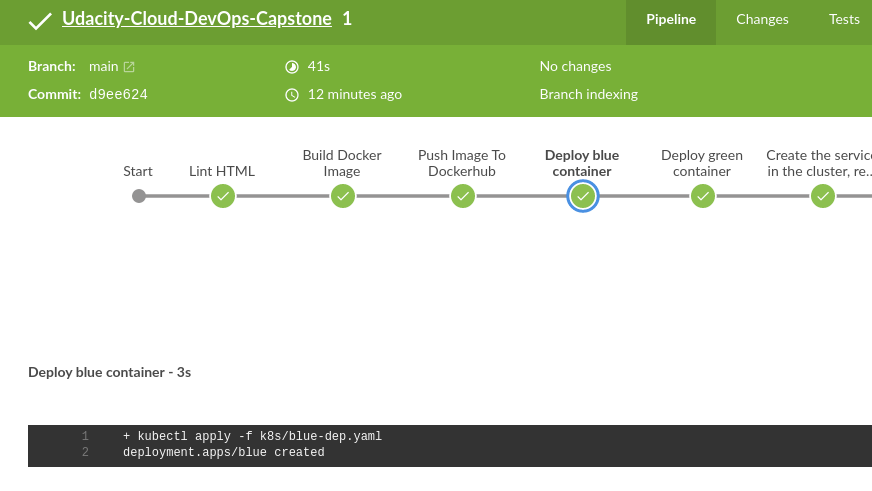 Udacity-Cloud-DevOps-Capstone 1
Pipeline Changes Tests
Branch: main 41s No changes
Commit: d9ee624 12 minutes ago Branch indexing
Start
Lint HTML
Build Docker
Image
Push Image To
Dockerhub
Deploy blue
container
Deploy green
container
Create the service
in the cluster, re...
Deploy blue container - 3s
1 + kubectl apply -f k8s/blue-dep.yaml
2 deployment.apps/blue created